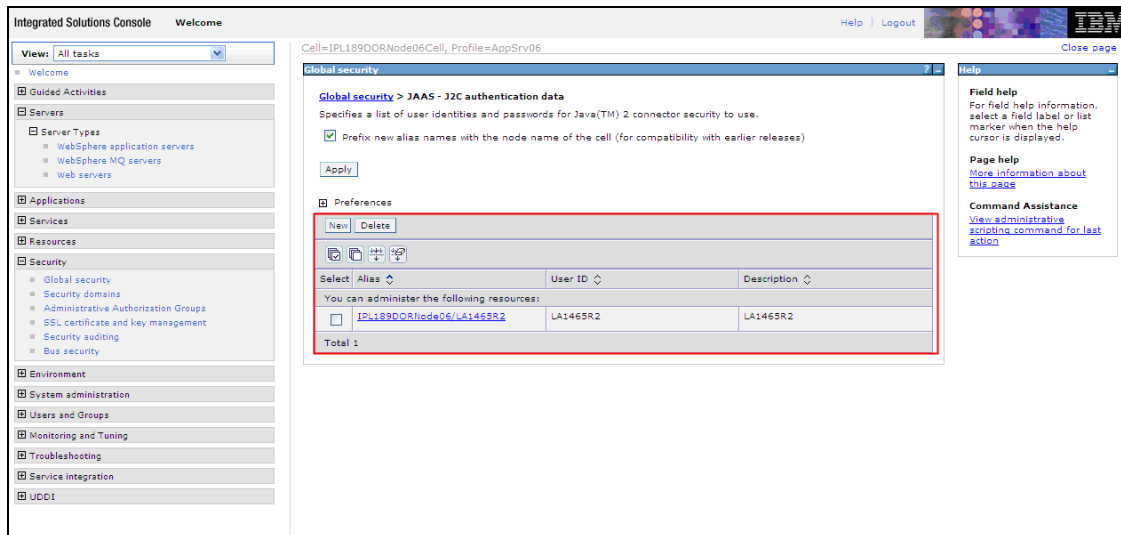 Integrated Solutions Console Welcome
Help | Logout
IBM
View: All tasks
Welcome
Guided Activities
Servers
Server Types
WebSphere application servers
WebSphere MQ servers
Web servers
Applications
Services
Resources
Security
Global security
Security domains
Administrative Authorization Groups
SSL certificate and key management
Security auditing
Bus security
Environment
System administration
Users and Groups
Monitoring and Tuning
Troubleshooting
Service integration
UDDI
Cell=IPL189DORNode06Cell, Profile=AppSrv06
Close page
Global security
? -
Global security > JAAS - J2C authentication data
Specifies a list of user identities and passwords for Java(TM) 2 connector security to use.
Prefix new alias names with the node name of the cell (for compatibility with earlier releases)
Apply
Preferences
New Delete
Select Alias User ID Description
You can administer the following resources:
IPL189DORNode06/LA1465R2 LA1465R2 LA1465R2
Total 1
Help
Field help
For field help information,
select a field label or list
marker when the help
cursor is displayed.
Page help
More information about
this page
Command Assistance
View administrative
scripting command for last
action